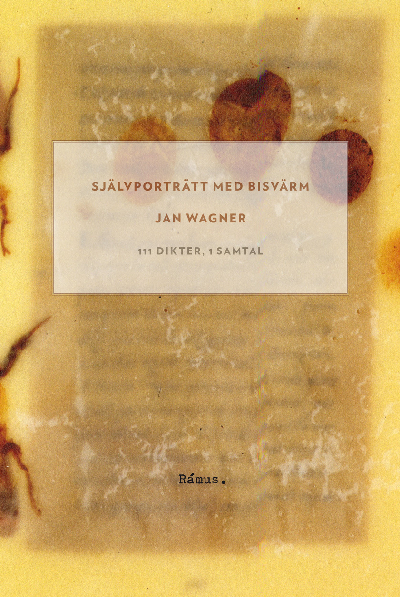 SJÄLVPORTRÄTT MED BISVÄRM
JAN WAGNER
111 DIKTER, 1 SAMTAL
Rámus.